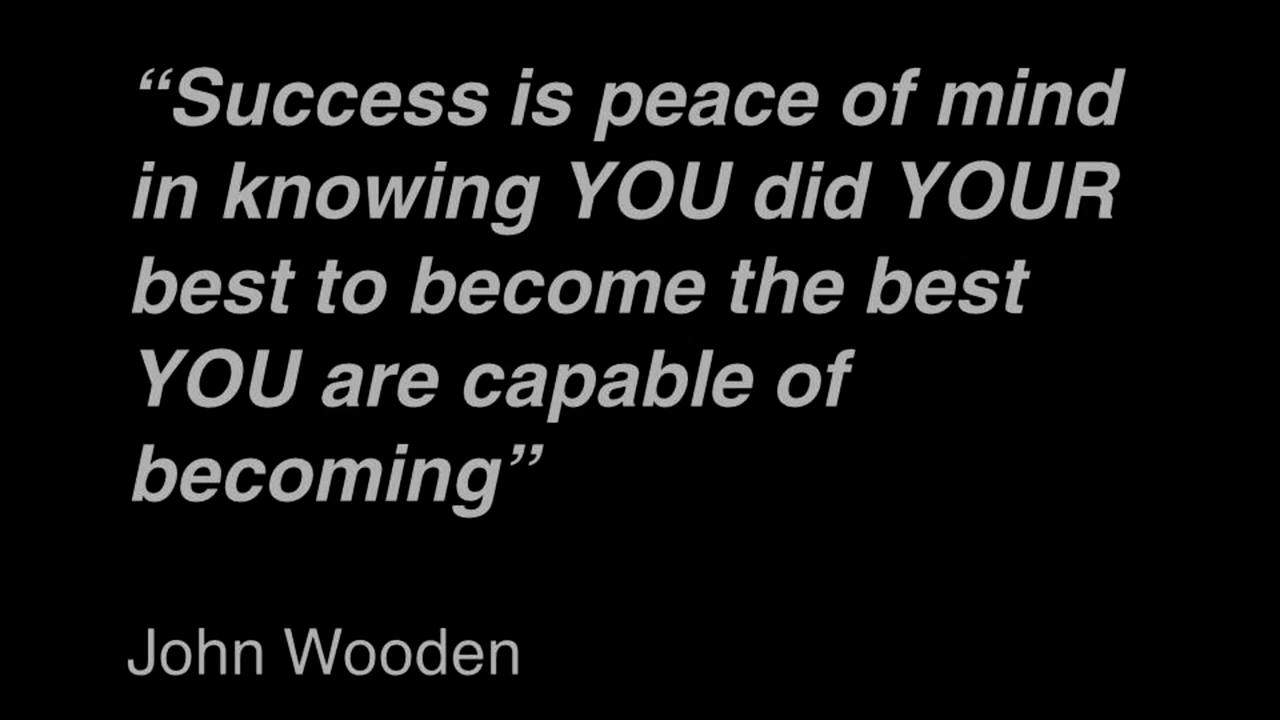 “Success is peace of mind
in knowing YOU did YOUR
best to become the best
YOU are capable of
becoming”
John Wooden